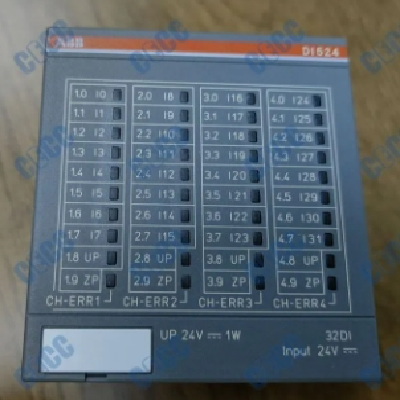 ABB
DI524
1.0 I0 2.0 I8 3.0 I16 4.0 I24
1.1 I1 2.1 I9 3.1 I17 4.1 I25
1.2 I2 2.2 I10 3.2 I18 4.2 I26
1.3 I3 2.3 I11 3.3 I19 4.3 I27
1.4 I4 2.4 I12 3.4 I20 4.4 I28
1.5 I5 2.5 I13 3.5 I21 4.5 I29
1.6 I6 2.6 I14 3.6 I22 4.6 I30
1.7 I7 2.7 I15 3.7 I23 4.7 I31
1.8 UP 2.8 UP 3.8 UP 4.8 UP
1.9 ZP 2.9 ZP 3.9 ZP 4.9 ZP
CH-ERR1 CH-ERR2 CH-ERR3 CH-ERR4
UP 24V ⎓ 1W 32DI
Input 24V ⎓